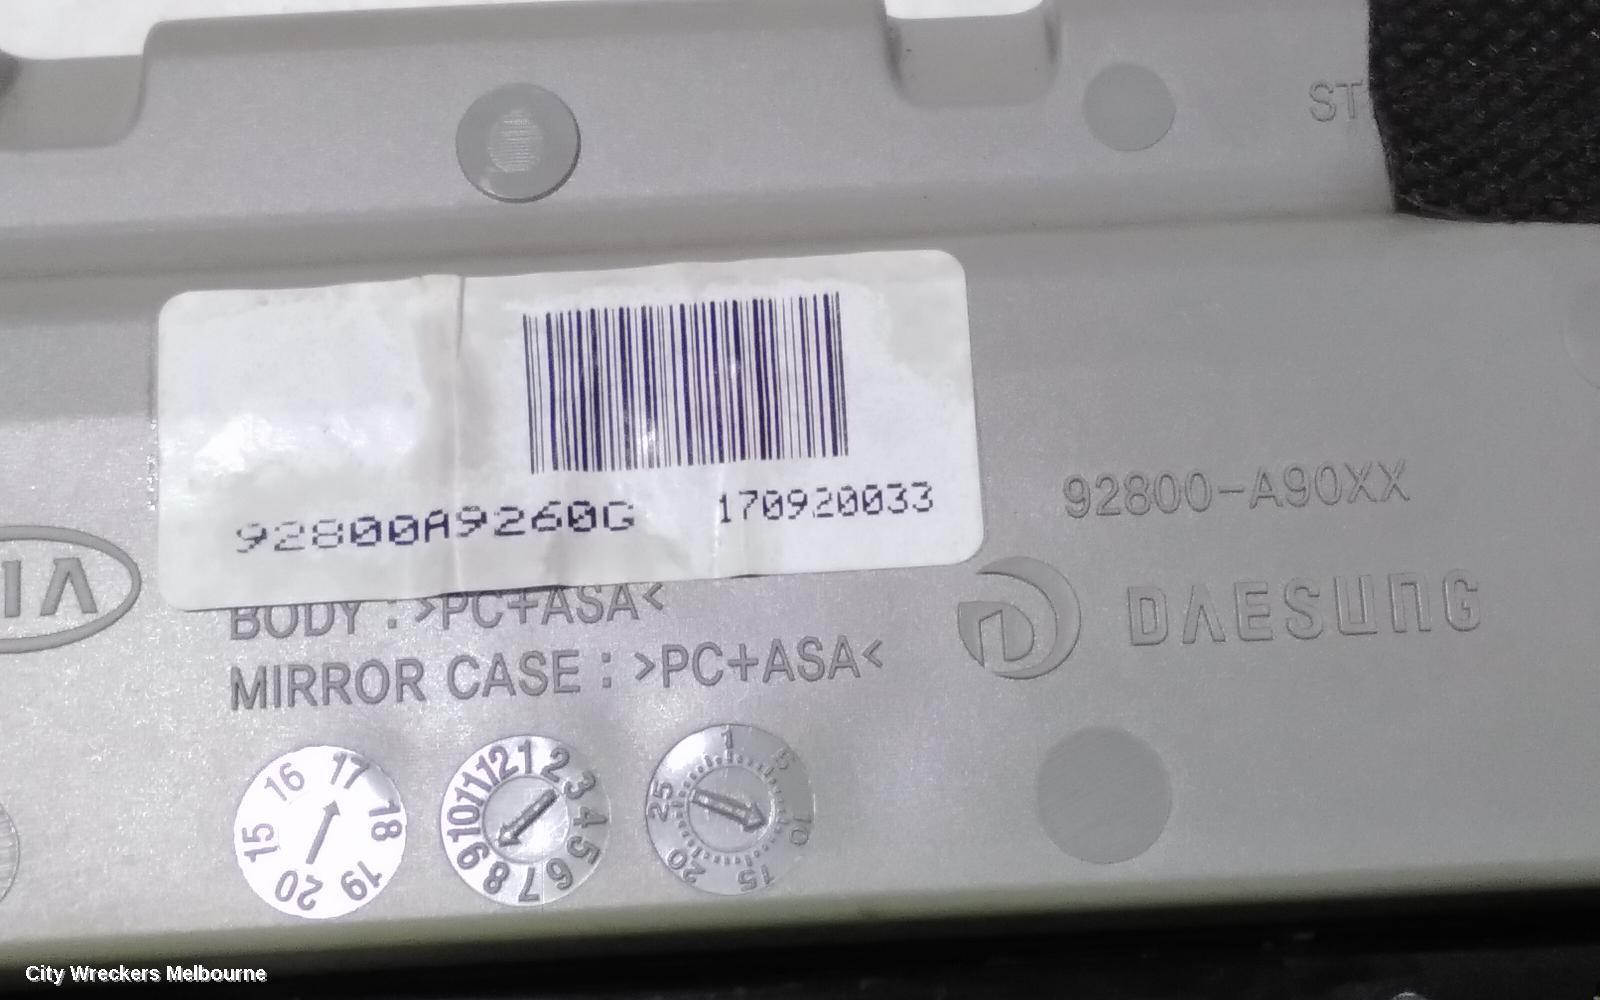 ST
92800A9260G 170920033
92800-A90XX
BODY : >PC+ASA<
DAESUNG
MIRROR CASE : >PC+ASA<
15 16 17 18 19 20
1 2 3 4 5 6 7 8 9 10 11 12
1 5 10 15 20 25
City Wreckers Melbourne